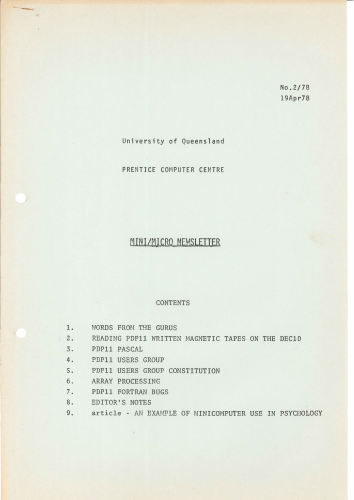 No.2/78
19Apr78
University of Queensland
PRENTICE COMPUTER CENTRE
MINI/MICRO NEWSLETTER
CONTENTS
1. WORDS FROM THE GURUS
2. READING PDP11 WRITTEN MAGNETIC TAPES ON THE DEC10
3. PDP11 PASCAL
4. PDP11 USERS GROUP
5. PDP11 USERS GROUP CONSTITUTION
6. ARRAY PROCESSING
7. PDP11 FORTRAN BUGS
8. EDITOR'S NOTES
9. article - AN EXAMPLE OF MINICOMPUTER USE IN PSYCHOLOGY